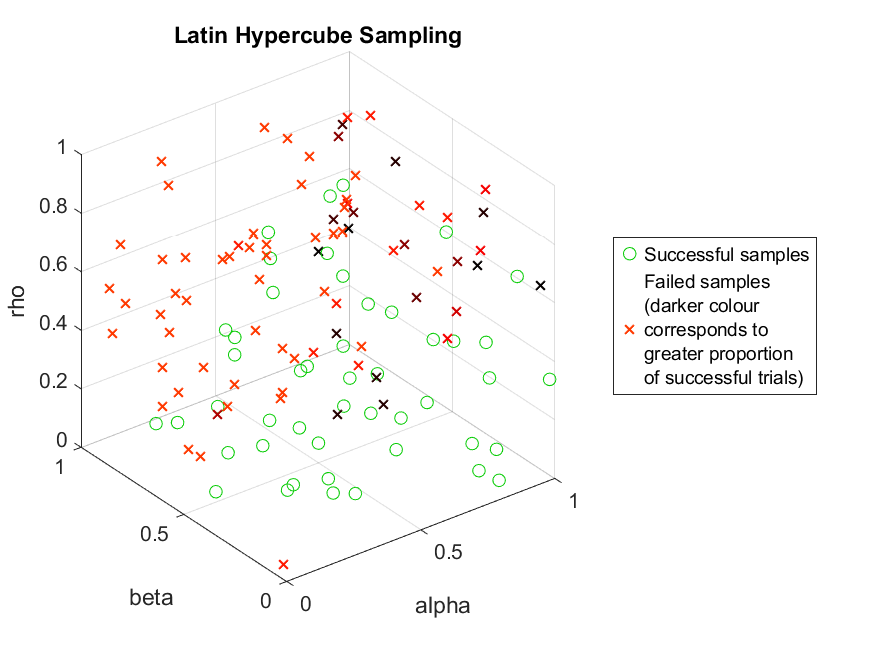 Latin Hypercube Sampling
1
0.8
0.6
0.4
0.2
0
rho
1
0.5
0
beta
0
0.5
1
alpha
Successful samples
Failed samples
(darker colour
corresponds to
greater proportion
of successful trials)